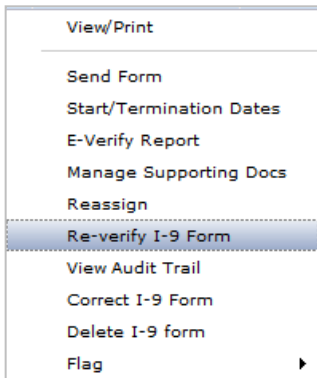 View/Print
Send Form
Start/Termination Dates
E-Verify Report
Manage Supporting Docs
Reassign
Re-verify I-9 Form
View Audit Trail
Correct I-9 Form
Delete I-9 form
Flag